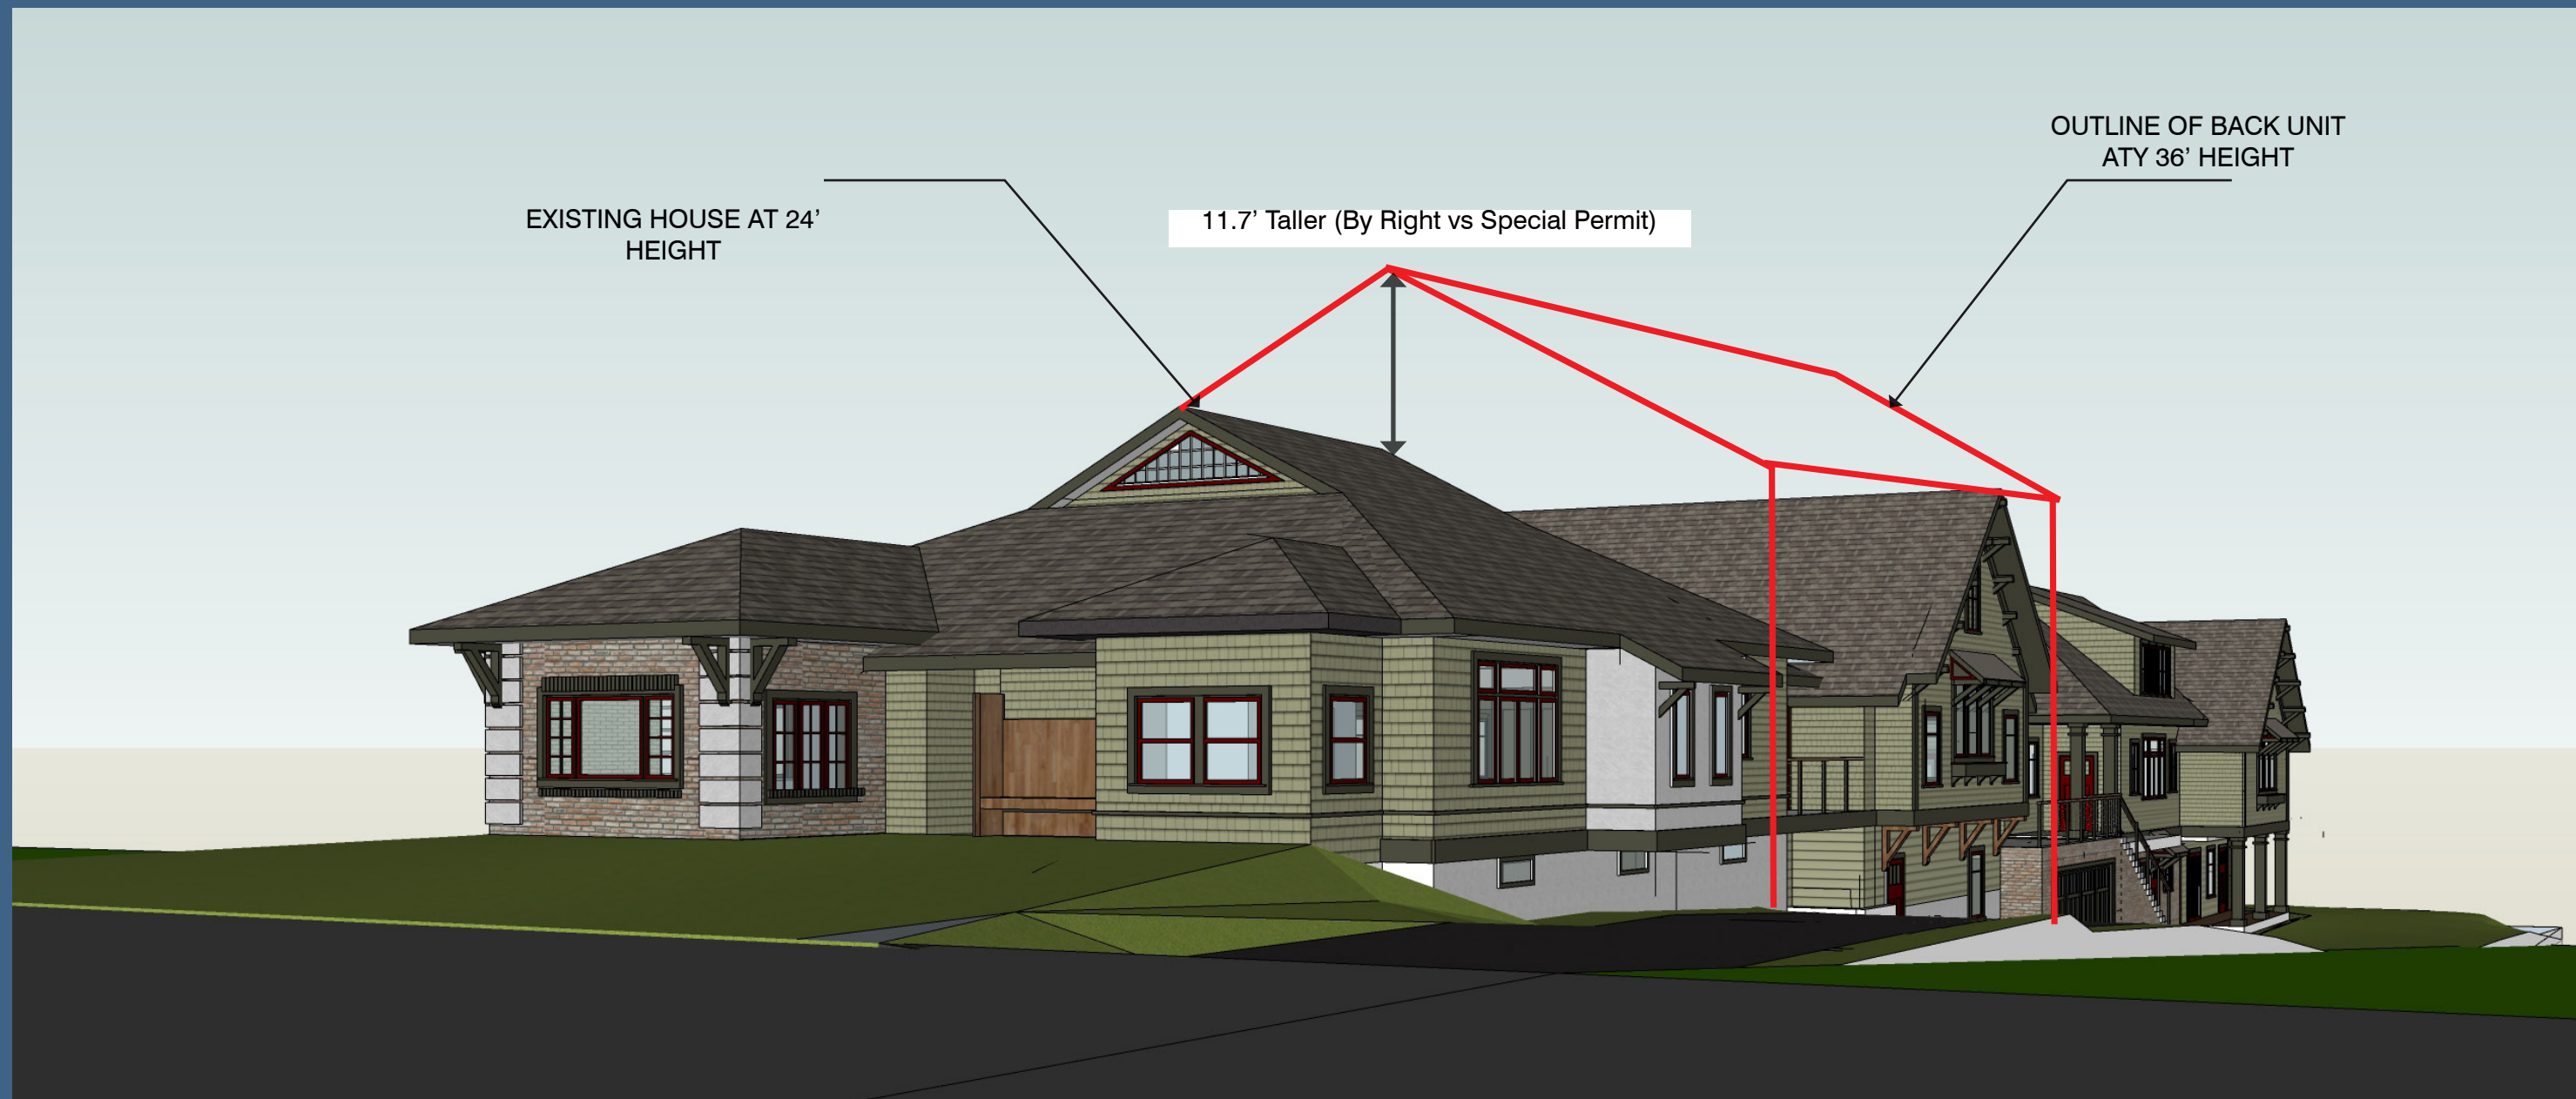 OUTLINE OF BACK UNIT
ATY 36’ HEIGHT
EXISTING HOUSE AT 24’
HEIGHT
11.7’ Taller (By Right vs Special Permit)